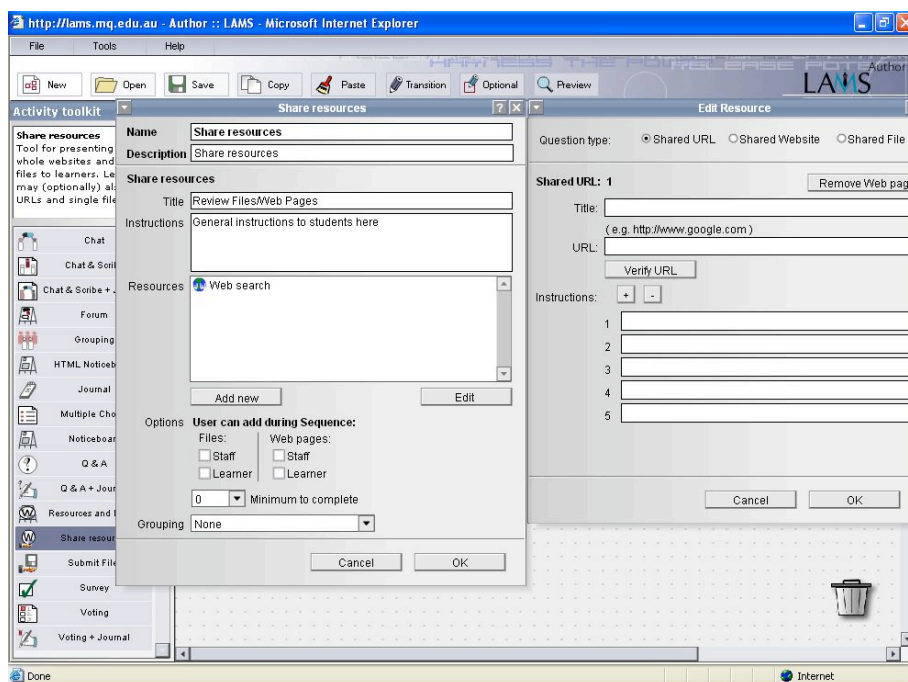 http://lams.mq.edu.au - Author :: LAMS - Microsoft Internet Explorer
File Tools Help
New Open Save Copy Paste Transition Optional Preview
LAMS Author
Activity toolkit
Share resources
Tool for presenting
whole websites and
files to learners. Le
may (optionally) al
URLs and single file
Chat
Chat & Scri
Chat & Scribe + J
Forum
Grouping
HTML Noticeb
Journal
Multiple Cho
Noticeboar
Q & A
Q & A + Jour
Resources and
Share resour
Submit File
Survey
Voting
Voting + Journal
Share resources
Name Share resources
Description Share resources
Share resources
Title Review Files/Web Pages
Instructions General instructions to students here
Resources Web search
Add new Edit
Options User can add during Sequence:
Files: Web pages:
Staff Staff
Learner Learner
0 Minimum to complete
Grouping None
Cancel OK
Edit Resource
Question type: Shared URL Shared Website Shared File
Shared URL: 1 Remove Web pag
Title:
( e.g. http://www.google.com )
URL:
Verify URL
Instructions: + -
1
2
3
4
5
Cancel OK
Done Internet